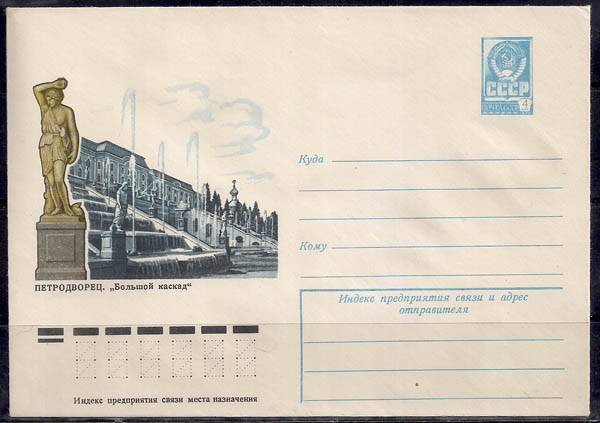 СССР
ПОЧТА СССР
4
Куда
Кому
ПЕТРОДВОРЕЦ. „Большой каскад"
Индекс предприятия связи и адрес
отправителя
Индекс предприятия связи места назначения